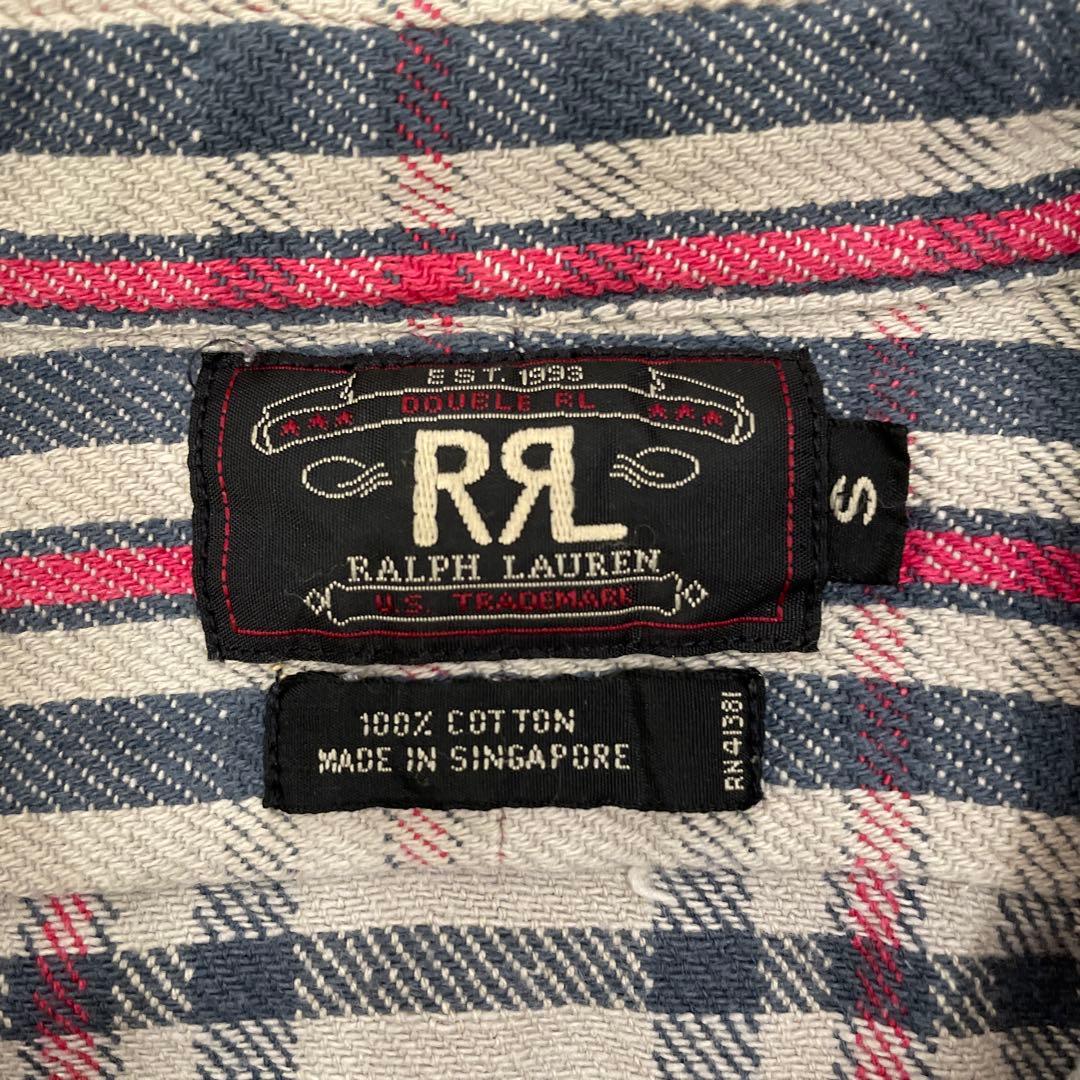 EST. 1993
DOUBLE RL
RRL
RALPH LAUREN
U.S. TRADEMARK
S
100% COTTON
MADE IN SINGAPORE
RN41381